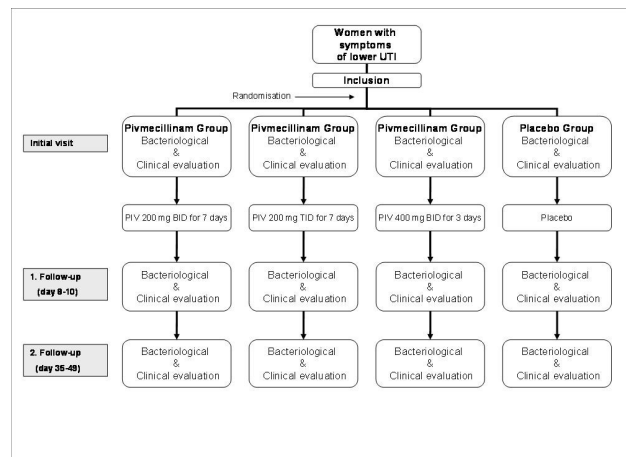 Women with
symptoms
of lower UTI
Inclusion
Randomisation
Initial visit
Pivmecillinam Group
Bacteriological
&
Clinical evaluation
Pivmecillinam Group
Bacteriological
&
Clinical evaluation
Pivmecillinam Group
Bacteriological
&
Clinical evaluation
Placebo Group
Bacteriological
&
Clinical evaluation
PIV 200 mg BID for 7 days
PIV 200 mg TID for 7 days
PIV 400 mg BID for 3 days
Placebo
1. Follow-up
(day 8-10)
Bacteriological
&
Clinical evaluation
Bacteriological
&
Clinical evaluation
Bacteriological
&
Clinical evaluation
Bacteriological
&
Clinical evaluation
2. Follow-up
(day 35-49)
Bacteriological
&
Clinical evaluation
Bacteriological
&
Clinical evaluation
Bacteriological
&
Clinical evaluation
Bacteriological
&
Clinical evaluation